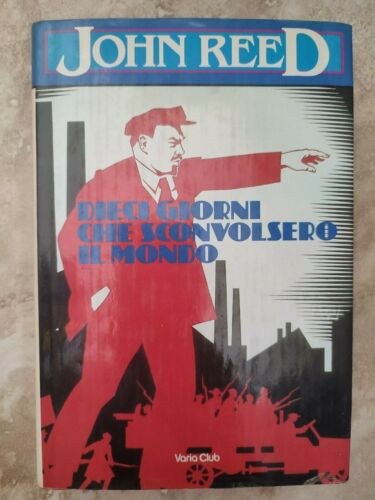 JOHN REED
DIECI GIORNI
CHE SCONVOLSERO
IL MONDO
Varia Club